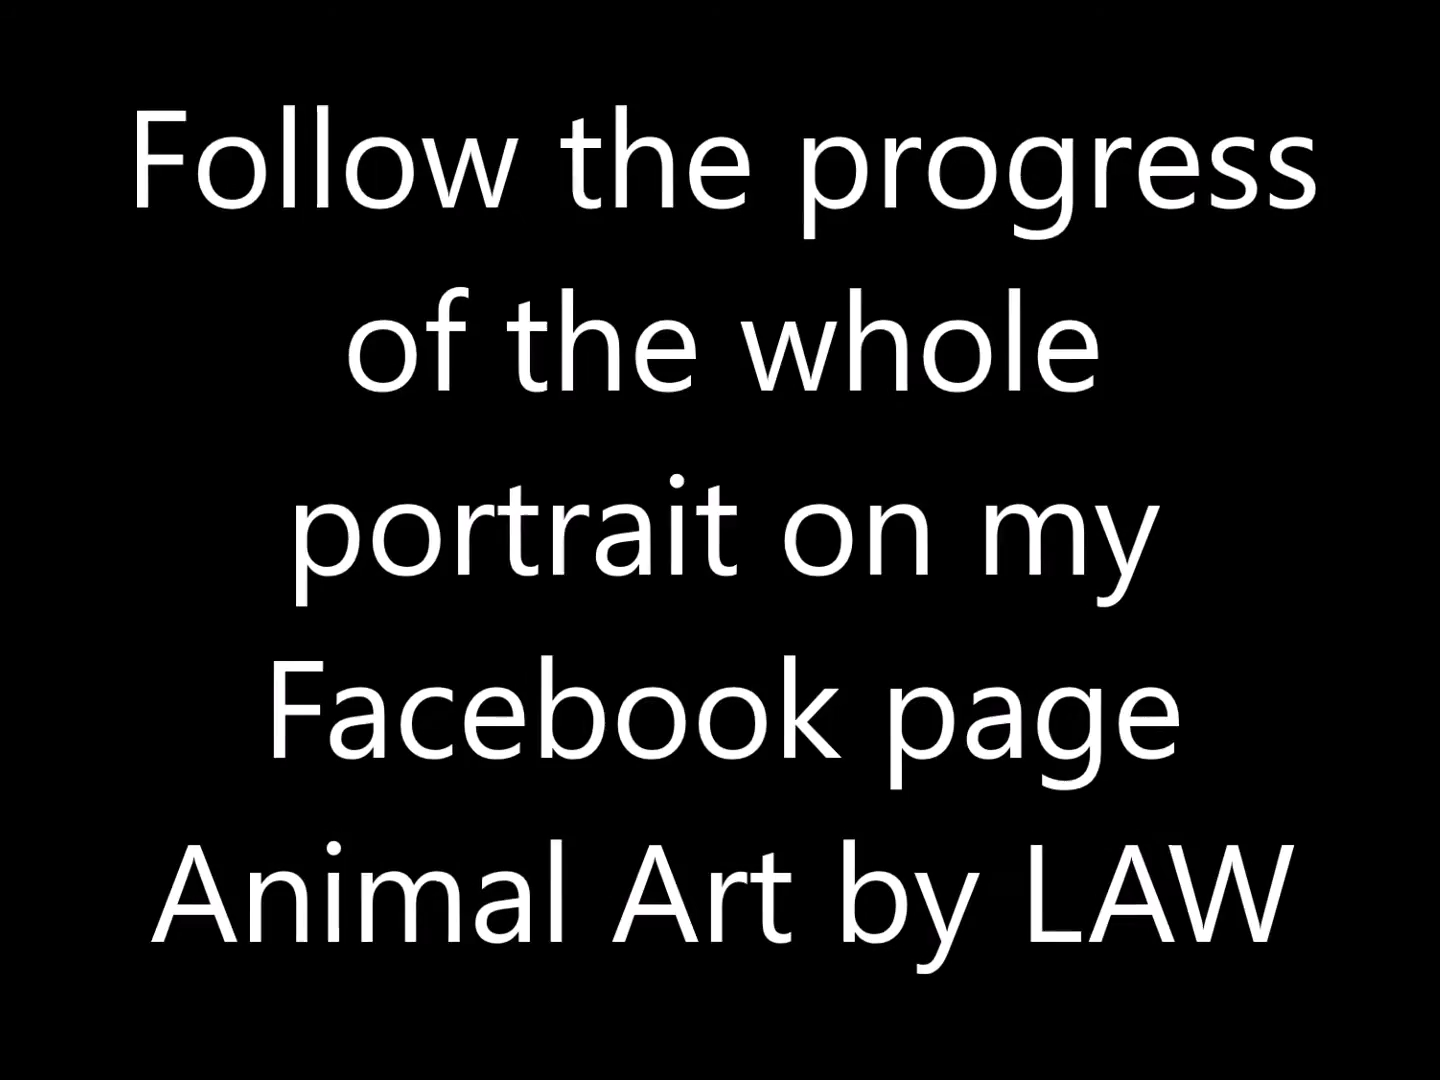 Follow the progress
of the whole
portrait on my
Facebook page
Animal Art by LAW